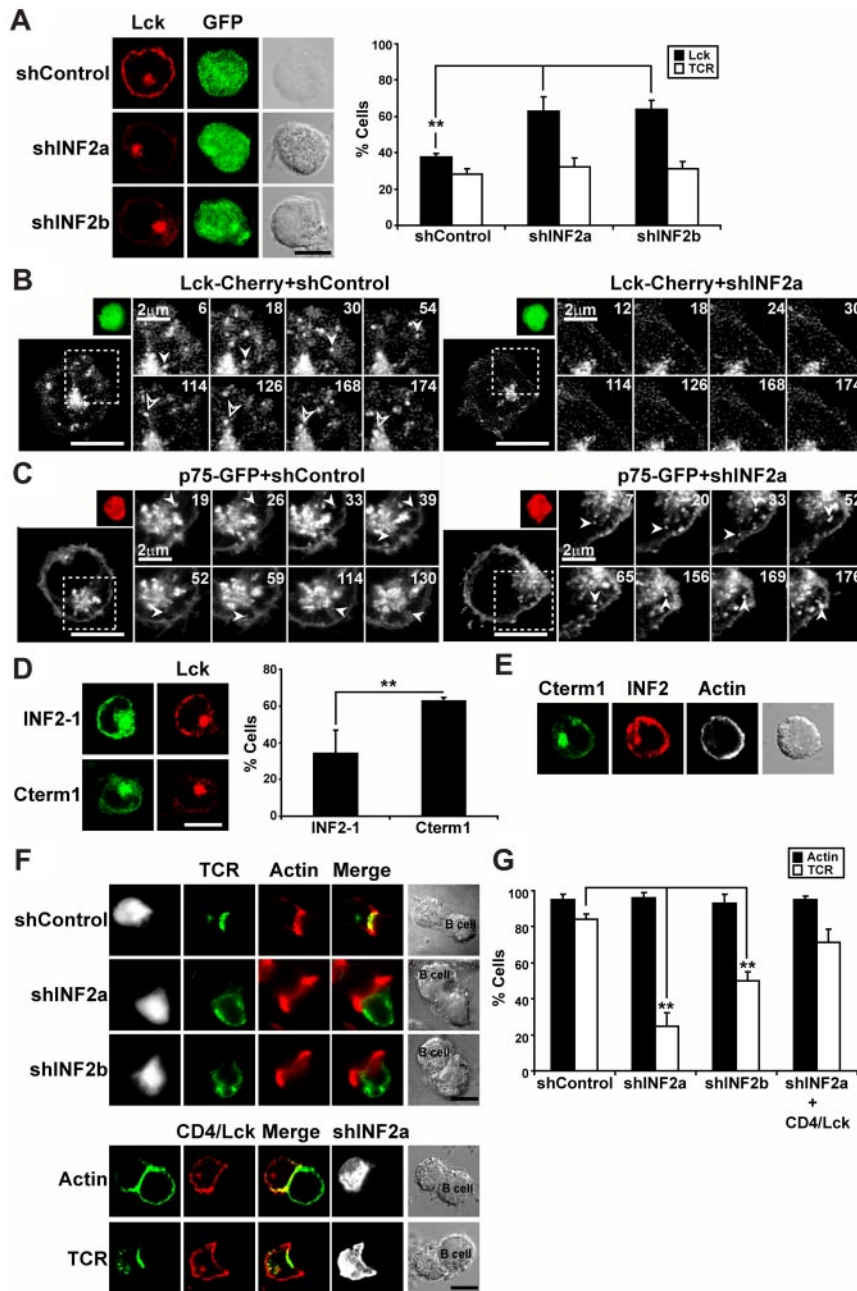 A
Lck GFP
shControl
shINF2a
shINF2b
% Cells
100
80
60
40
20
0
**
Lck
TCR
shControl shINF2a shINF2b
B
Lck-Cherry+shControl
2μm
6 18 30 54
114 126 168 174
Lck-Cherry+shINF2a
2μm
12 18 24 30
114 126 168 174
C
p75-GFP+shControl
19 26 33 39
2μm
52 59 114 130
p75-GFP+shINF2a
7 20 33 52
2μm
65 156 169 176
D
Lck
INF2-1
Cterm1
% Cells
80
60
40
20
0
**
INF2-1 Cterm1
E
Cterm1 INF2 Actin
F
TCR Actin Merge
shControl
B cell
shINF2a
B cell
shINF2b
B cell
CD4/Lck Merge shINF2a
Actin
B cell
TCR
B cell
G
Actin
TCR
% Cells
100
80
60
40
20
0
**
**
shControl shINF2a shINF2b shINF2a
+
CD4/Lck